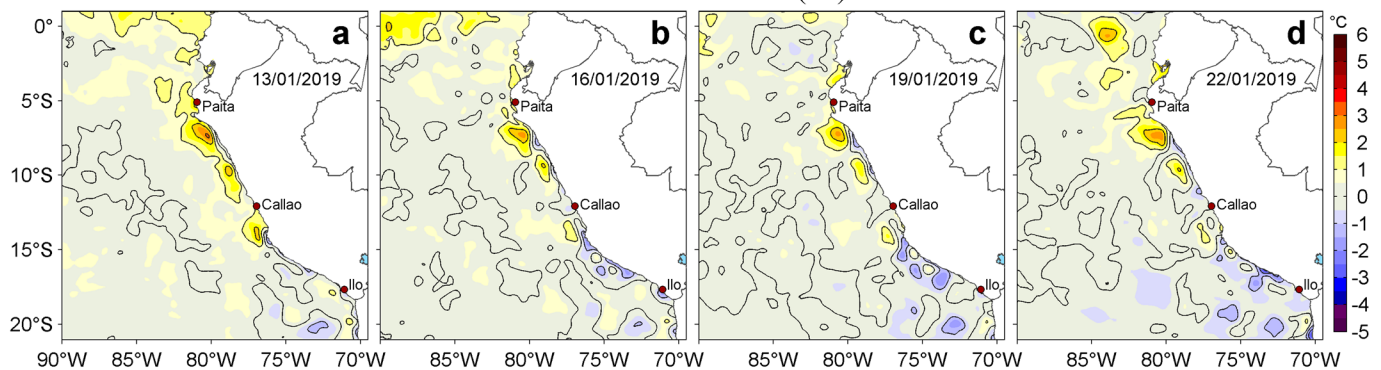 a
b
c
d
°C
13/01/2019
16/01/2019
19/01/2019
22/01/2019
Paita
Paita
Paita
Paita
Callao
Callao
Callao
Callao
Ilo
Ilo
Ilo
Ilo
0°
5°S
10°S
15°S
20°S
90°W 85°W 80°W 75°W 70°W
85°W 80°W 75°W 70°W
85°W 80°W 75°W 70°W
85°W 80°W 75°W 70°W
6
5
4
3
2
1
0
-1
-2
-3
-4
-5